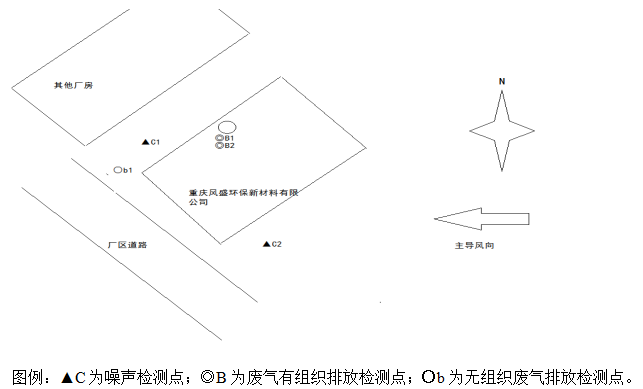 其他厂房
N
◎B1
◎B2
▲C1
○b1
重庆风盛环保新材料有限
公司
主导风向
厂区道路
▲C2
图例：▲C为噪声检测点；◎B为废气有组织排放检测点；○b为无组织废气排放检测点。